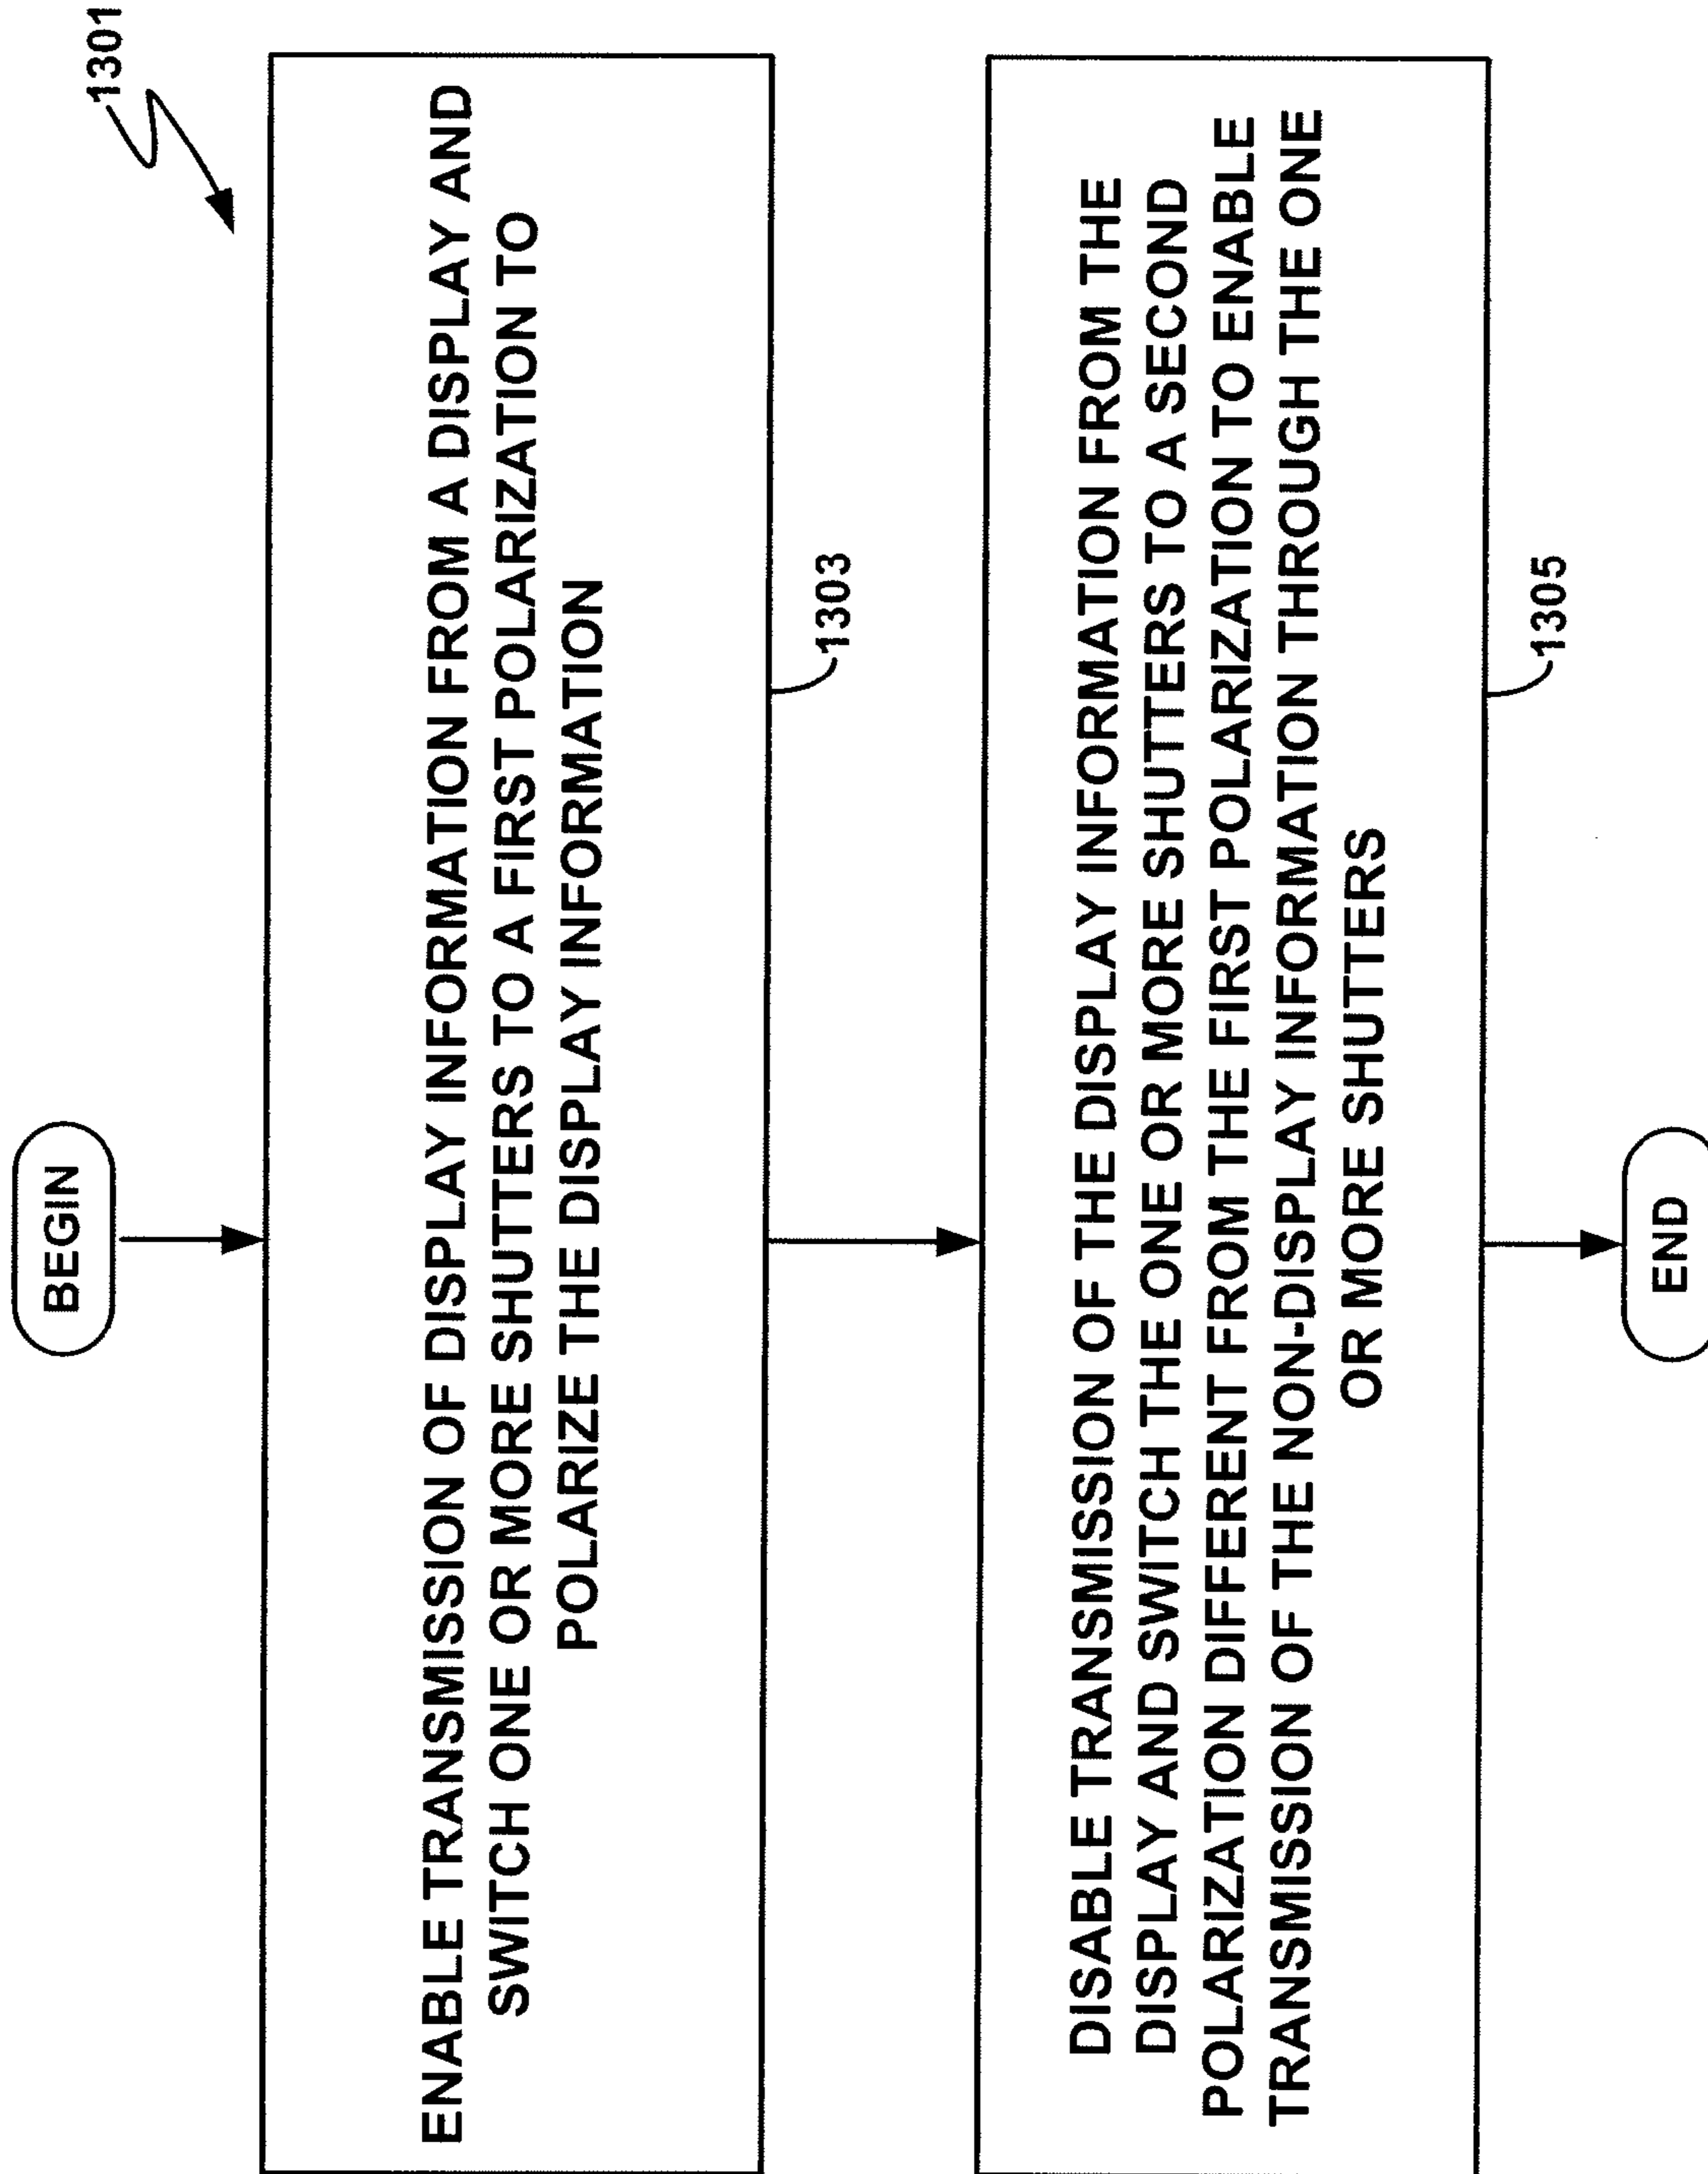 1301
BEGIN
ENABLE TRANSMISSION OF DISPLAY INFORMATION FROM A DISPLAY AND
SWITCH ONE OR MORE SHUTTERS TO A FIRST POLARIZATION TO
POLARIZE THE DISPLAY INFORMATION
1303
DISABLE TRANSMISSION OF THE DISPLAY INFORMATION FROM THE
DISPLAY AND SWITCH THE ONE OR MORE SHUTTERS TO A SECOND
POLARIZATION DIFFERENT FROM THE FIRST POLARIZATION TO ENABLE
TRANSMISSION OF THE NON-DISPLAY INFORMATION THROUGH THE ONE
OR MORE SHUTTERS
1305
END